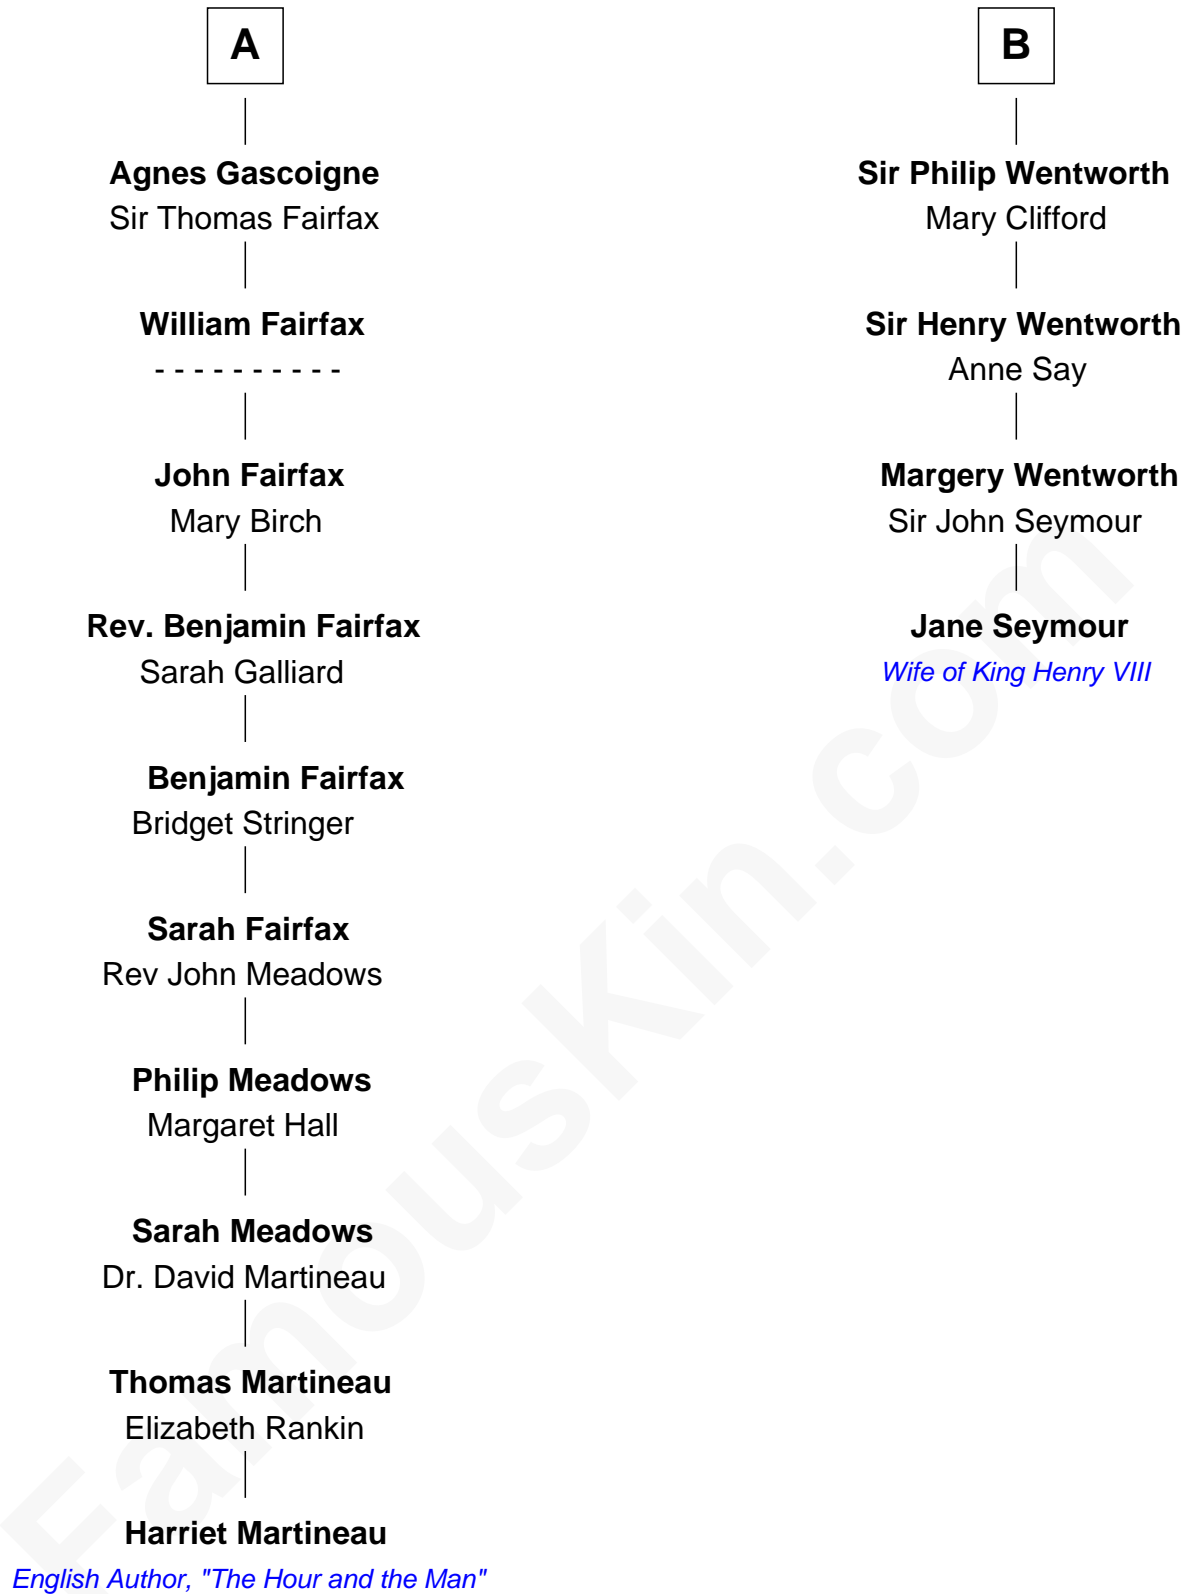 A
Agnes Gascoigne
Sir Thomas Fairfax
William Fairfax
- - - - - - - - - -
John Fairfax
Mary Birch
Rev. Benjamin Fairfax
Sarah Galliard
Benjamin Fairfax
Bridget Stringer
Sarah Fairfax
Rev John Meadows
Philip Meadows
Margaret Hall
Sarah Meadows
Dr. David Martineau
Thomas Martineau
Elizabeth Rankin
Harriet Martineau
English Author, "The Hour and the Man"
B
Sir Philip Wentworth
Mary Clifford
Sir Henry Wentworth
Anne Say
Margery Wentworth
Sir John Seymour
Jane Seymour
Wife of King Henry VIII
FamousKin.com